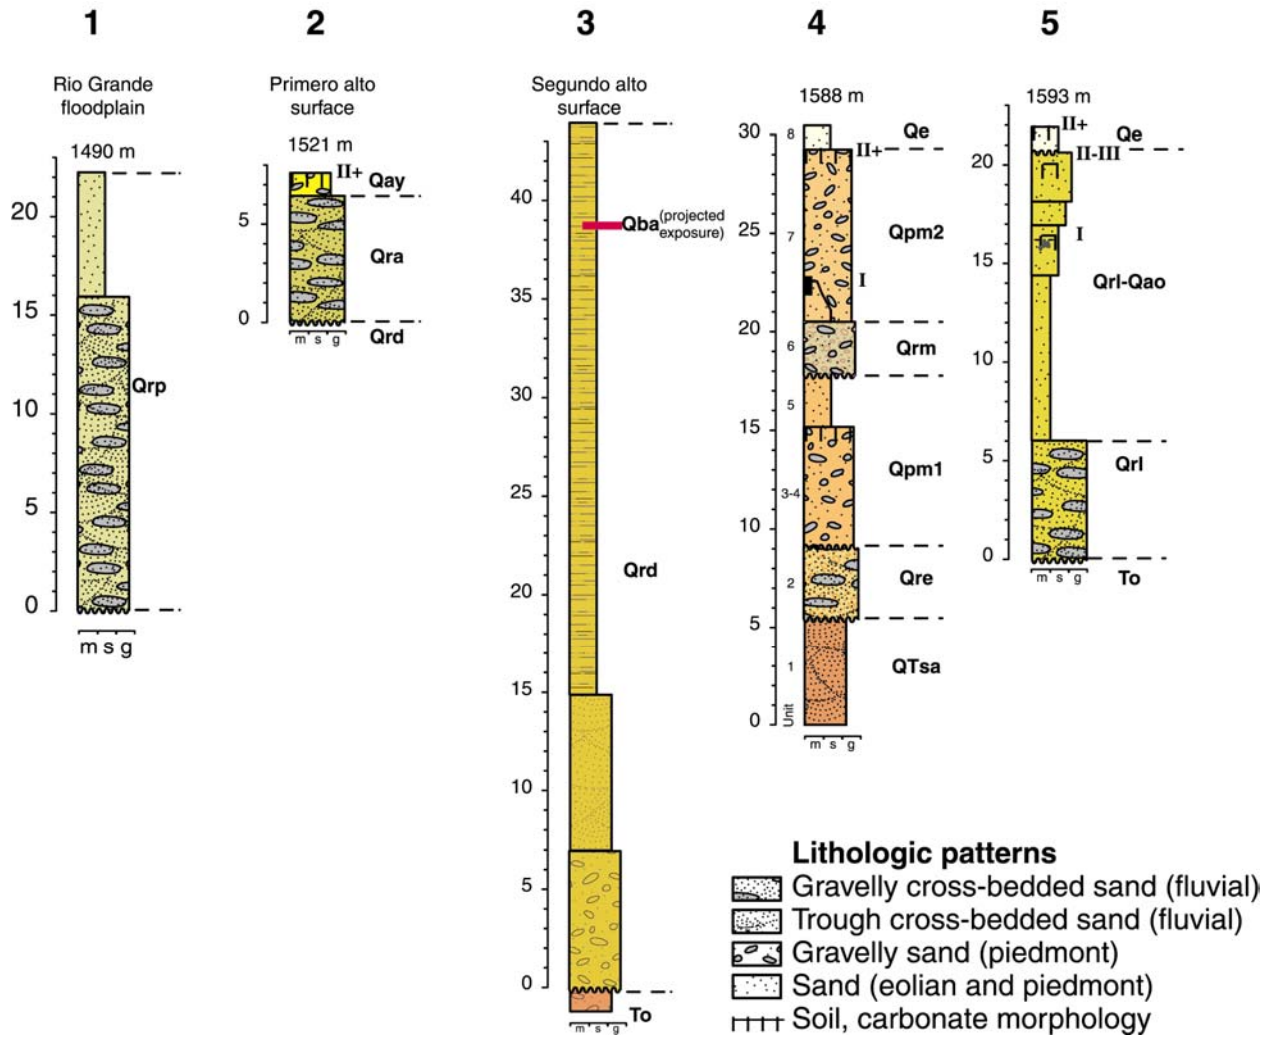 1
2
3
4
5
Rio Grande
floodplain
1490 m
20
15
10
5
0
Qrp
m s g
Primero alto
surface
1521 m
II+
Qay
5
Qra
0
Qrd
m s g
Segundo alto
surface
40
Qba (projected
exposure)
35
30
25
20
15
10
5
0
Qrd
To
m s g
1588 m
30
8
Qe
II+
25
7
Qpm2
I
20
6
Qrm
5
15
Qpm1
3-4
10
2
Qre
5
1
QTsa
0
Unit
m s g
1593 m
II+
Qe
20
II-III
I
15
Qrl-Qao
10
5
Qrl
0
To
m s g
Lithologic patterns
Gravelly cross-bedded sand (fluvial)
Trough cross-bedded sand (fluvial)
Gravelly sand (piedmont)
Sand (eolian and piedmont)
Soil, carbonate morphology